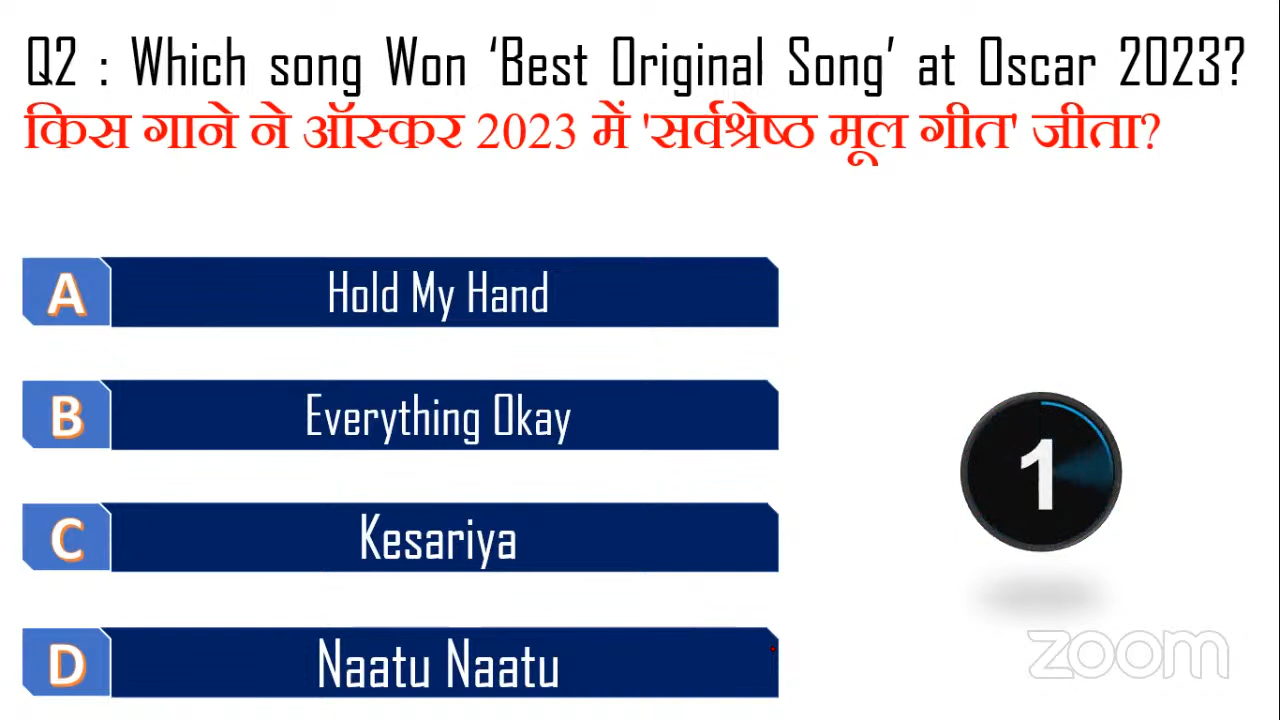 Q2 : Which song Won ‘Best Original Song’ at Oscar 2023?
किस गाने ने ऑस्कर 2023 में 'सर्वश्रेष्ठ मूल गीत' जीता?
A Hold My Hand
B Everything Okay
C Kesariya
1
D Naatu Naatu
zoom